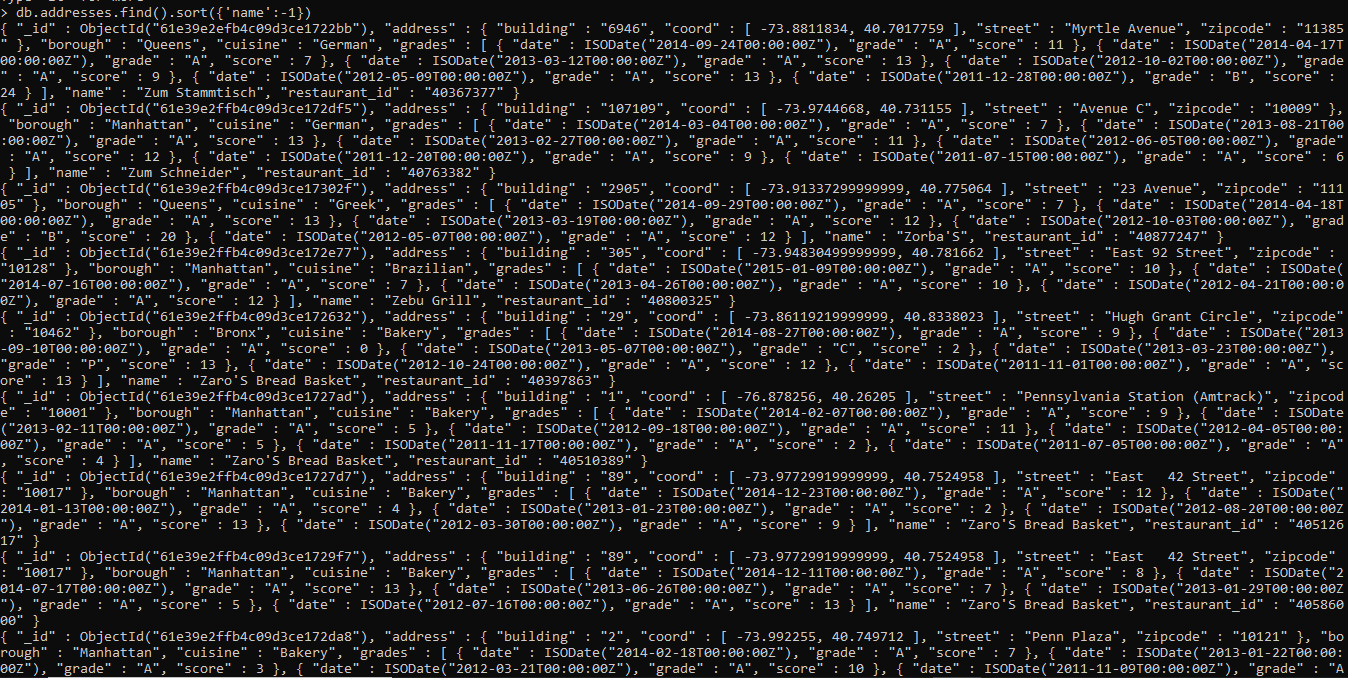 > db.addresses.find().sort({'name':-1})
{ "_id" : ObjectId("61e39e2efb4c09d3ce1722bb"), "address" : { "building" : "6946", "coord" : [ -73.8811834, 40.7017759 ], "street" : "Myrtle Avenue", "zipcode" : "11385
" }, "borough" : "Queens", "cuisine" : "German", "grades" : [ { "date" : ISODate("2014-09-24T00:00:00Z"), "grade" : "A", "score" : 11 }, { "date" : ISODate("2014-04-17T
00:00:00Z"), "grade" : "A", "score" : 7 }, { "date" : ISODate("2013-03-12T00:00:00Z"), "grade" : "A", "score" : 13 }, { "date" : ISODate("2012-10-02T00:00:00Z"), "grade
" : "A", "score" : 9 }, { "date" : ISODate("2012-05-09T00:00:00Z"), "grade" : "A", "score" : 13 }, { "date" : ISODate("2011-12-28T00:00:00Z"), "grade" : "B", "score" :
24 } ], "name" : "Zum Stammtisch", "restaurant_id" : "40367377" }
{ "_id" : ObjectId("61e39e2ffb4c09d3ce172df5"), "address" : { "building" : "107109", "coord" : [ -73.9744668, 40.731155 ], "street" : "Avenue C", "zipcode" : "10009" },
"borough" : "Manhattan", "cuisine" : "German", "grades" : [ { "date" : ISODate("2014-03-04T00:00:00Z"), "grade" : "A", "score" : 7 }, { "date" : ISODate("2013-08-21T00
:00:00Z"), "grade" : "A", "score" : 13 }, { "date" : ISODate("2013-02-27T00:00:00Z"), "grade" : "A", "score" : 11 }, { "date" : ISODate("2012-06-05T00:00:00Z"), "grade"
: "A", "score" : 12 }, { "date" : ISODate("2011-12-20T00:00:00Z"), "grade" : "A", "score" : 9 }, { "date" : ISODate("2011-07-15T00:00:00Z"), "grade" : "A", "score" : 6
} ], "name" : "Zum Schneider", "restaurant_id" : "40763382" }
{ "_id" : ObjectId("61e39e2ffb4c09d3ce17302f"), "address" : { "building" : "2905", "coord" : [ -73.91337299999999, 40.775064 ], "street" : "23 Avenue", "zipcode" : "111
05" }, "borough" : "Queens", "cuisine" : "Greek", "grades" : [ { "date" : ISODate("2014-09-29T00:00:00Z"), "grade" : "A", "score" : 7 }, { "date" : ISODate("2014-04-18T
00:00:00Z"), "grade" : "A", "score" : 13 }, { "date" : ISODate("2013-03-19T00:00:00Z"), "grade" : "A", "score" : 12 }, { "date" : ISODate("2012-10-03T00:00:00Z"), "grad
e" : "B", "score" : 20 }, { "date" : ISODate("2012-05-07T00:00:00Z"), "grade" : "A", "score" : 12 } ], "name" : "Zorba'S", "restaurant_id" : "40877247" }
{ "_id" : ObjectId("61e39e2ffb4c09d3ce172e77"), "address" : { "building" : "305", "coord" : [ -73.94830499999999, 40.781662 ], "street" : "East 92 Street", "zipcode" :
"10128" }, "borough" : "Manhattan", "cuisine" : "Brazilian", "grades" : [ { "date" : ISODate("2015-01-09T00:00:00Z"), "grade" : "A", "score" : 10 }, { "date" : ISODate(
"2014-07-16T00:00:00Z"), "grade" : "A", "score" : 7 }, { "date" : ISODate("2013-04-26T00:00:00Z"), "grade" : "A", "score" : 10 }, { "date" : ISODate("2012-04-21T00:00:0
0Z"), "grade" : "A", "score" : 12 } ], "name" : "Zebu Grill", "restaurant_id" : "40800325" }
{ "_id" : ObjectId("61e39e2ffb4c09d3ce172632"), "address" : { "building" : "29", "coord" : [ -73.86119219999999, 40.8338023 ], "street" : "Hugh Grant Circle", "zipcode"
: "10462" }, "borough" : "Bronx", "cuisine" : "Bakery", "grades" : [ { "date" : ISODate("2014-08-27T00:00:00Z"), "grade" : "A", "score" : 9 }, { "date" : ISODate("2013
-09-10T00:00:00Z"), "grade" : "A", "score" : 0 }, { "date" : ISODate("2013-05-07T00:00:00Z"), "grade" : "C", "score" : 2 }, { "date" : ISODate("2013-03-23T00:00:00Z"),
"grade" : "P", "score" : 13 }, { "date" : ISODate("2012-10-24T00:00:00Z"), "grade" : "A", "score" : 12 }, { "date" : ISODate("2011-11-01T00:00:00Z"), "grade" : "A", "sc
ore" : 13 } ], "name" : "Zaro'S Bread Basket", "restaurant_id" : "40397863" }
{ "_id" : ObjectId("61e39e2ffb4c09d3ce1727ad"), "address" : { "building" : "1", "coord" : [ -76.878256, 40.26205 ], "street" : "Pennsylvania Station (Amtrack)", "zipcod
e" : "10001" }, "borough" : "Manhattan", "cuisine" : "Bakery", "grades" : [ { "date" : ISODate("2014-02-07T00:00:00Z"), "grade" : "A", "score" : 9 }, { "date" : ISODate
("2013-02-11T00:00:00Z"), "grade" : "A", "score" : 5 }, { "date" : ISODate("2012-09-18T00:00:00Z"), "grade" : "A", "score" : 11 }, { "date" : ISODate("2012-04-05T00:00:
00Z"), "grade" : "A", "score" : 5 }, { "date" : ISODate("2011-11-17T00:00:00Z"), "grade" : "A", "score" : 2 }, { "date" : ISODate("2011-07-05T00:00:00Z"), "grade" : "A"
, "score" : 4 } ], "name" : "Zaro'S Bread Basket", "restaurant_id" : "40510389" }
{ "_id" : ObjectId("61e39e2ffb4c09d3ce1727d7"), "address" : { "building" : "89", "coord" : [ -73.97729919999999, 40.7524958 ], "street" : "East   42 Street", "zipcode"
: "10017" }, "borough" : "Manhattan", "cuisine" : "Bakery", "grades" : [ { "date" : ISODate("2014-12-23T00:00:00Z"), "grade" : "A", "score" : 12 }, { "date" : ISODate("
2014-01-13T00:00:00Z"), "grade" : "A", "score" : 4 }, { "date" : ISODate("2013-01-23T00:00:00Z"), "grade" : "A", "score" : 2 }, { "date" : ISODate("2012-08-20T00:00:00Z
"), "grade" : "A", "score" : 13 }, { "date" : ISODate("2012-03-30T00:00:00Z"), "grade" : "A", "score" : 9 } ], "name" : "Zaro'S Bread Basket", "restaurant_id" : "405126
17" }
{ "_id" : ObjectId("61e39e2ffb4c09d3ce1729f7"), "address" : { "building" : "89", "coord" : [ -73.97729919999999, 40.7524958 ], "street" : "East   42 Street", "zipcode"
: "10017" }, "borough" : "Manhattan", "cuisine" : "Bakery", "grades" : [ { "date" : ISODate("2014-12-11T00:00:00Z"), "grade" : "A", "score" : 8 }, { "date" : ISODate("2
014-07-17T00:00:00Z"), "grade" : "A", "score" : 13 }, { "date" : ISODate("2013-06-26T00:00:00Z"), "grade" : "A", "score" : 7 }, { "date" : ISODate("2013-01-29T00:00:00Z
"), "grade" : "A", "score" : 5 }, { "date" : ISODate("2012-07-16T00:00:00Z"), "grade" : "A", "score" : 13 } ], "name" : "Zaro'S Bread Basket", "restaurant_id" : "405860
00" }
{ "_id" : ObjectId("61e39e2ffb4c09d3ce172da8"), "address" : { "building" : "2", "coord" : [ -73.992255, 40.749712 ], "street" : "Penn Plaza", "zipcode" : "10121" }, "bo
rough" : "Manhattan", "cuisine" : "Bakery", "grades" : [ { "date" : ISODate("2014-02-18T00:00:00Z"), "grade" : "A", "score" : 7 }, { "date" : ISODate("2013-01-22T00:00:
00Z"), "grade" : "A", "score" : 3 }, { "date" : ISODate("2012-03-21T00:00:00Z"), "grade" : "A", "score" : 10 }, { "date" : ISODate("2011-11-09T00:00:00Z"), "grade" : "A